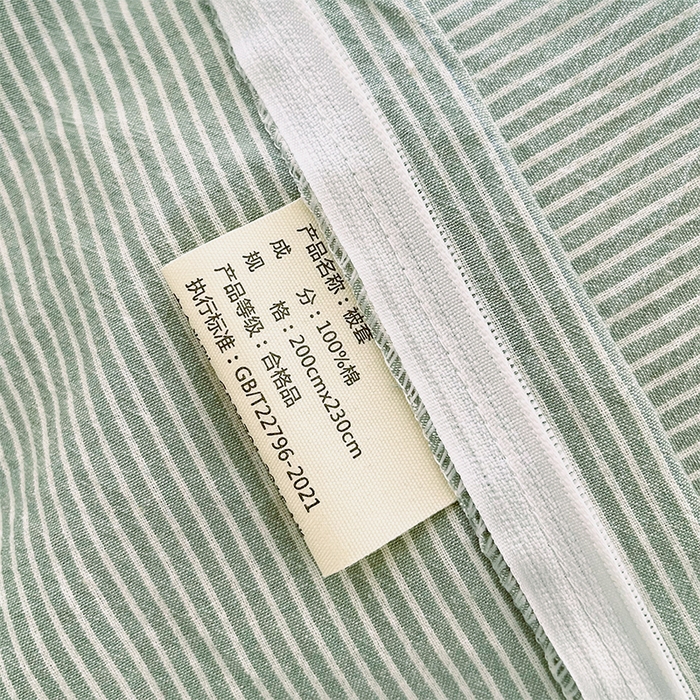 产品名称：被套
成 分：100%棉
规 格：200cmx230cm
产品等级：合格品
执行标准：GB/T22796-2021